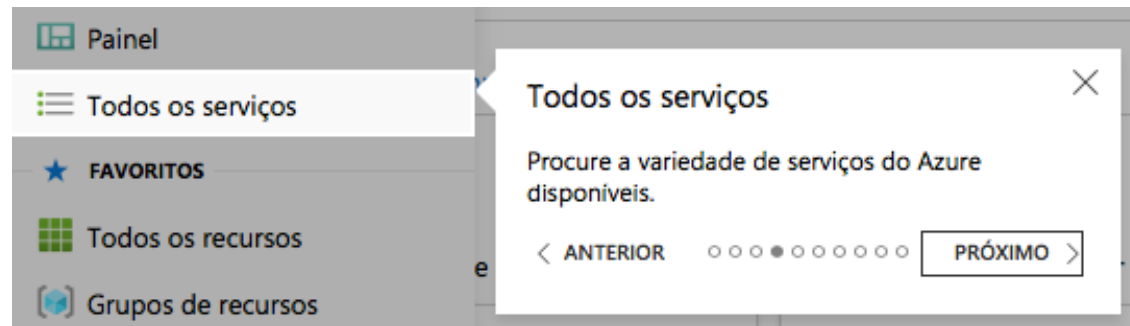 Painel
Todos os serviços
FAVORITOS
Todos os recursos
Grupos de recursos
Todos os serviços
Procure a variedade de serviços do Azure
disponíveis.
ANTERIOR
PRÓXIMO